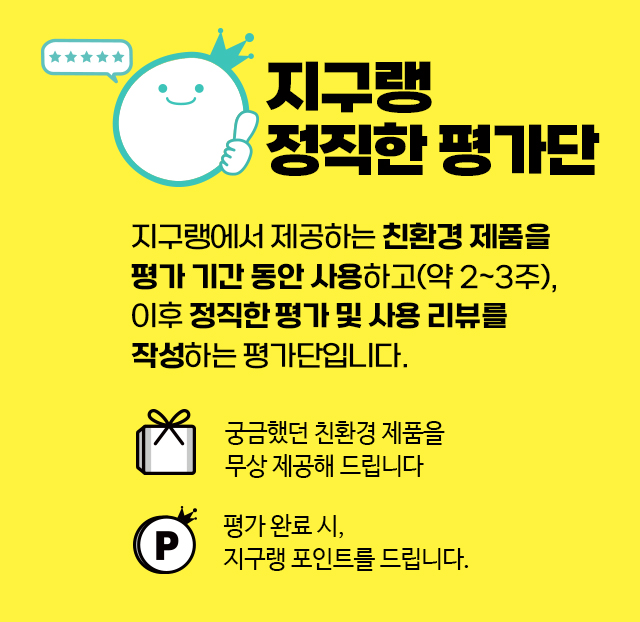 지구랭
정직한 평가단
지구랭에서 제공하는 친환경 제품을
평가 기간 동안 사용하고(약 2~3주),
이후 정직한 평가 및 사용 리뷰를
작성하는 평가단입니다.
궁금했던 친환경 제품을
무상 제공해 드립니다
P
평가 완료 시,
지구랭 포인트를 드립니다.